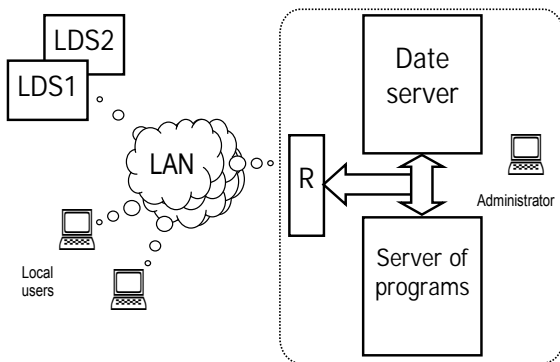 LDS2
LDS1
LAN
Local
users
R
Date
server
Administrator
Server of
programs